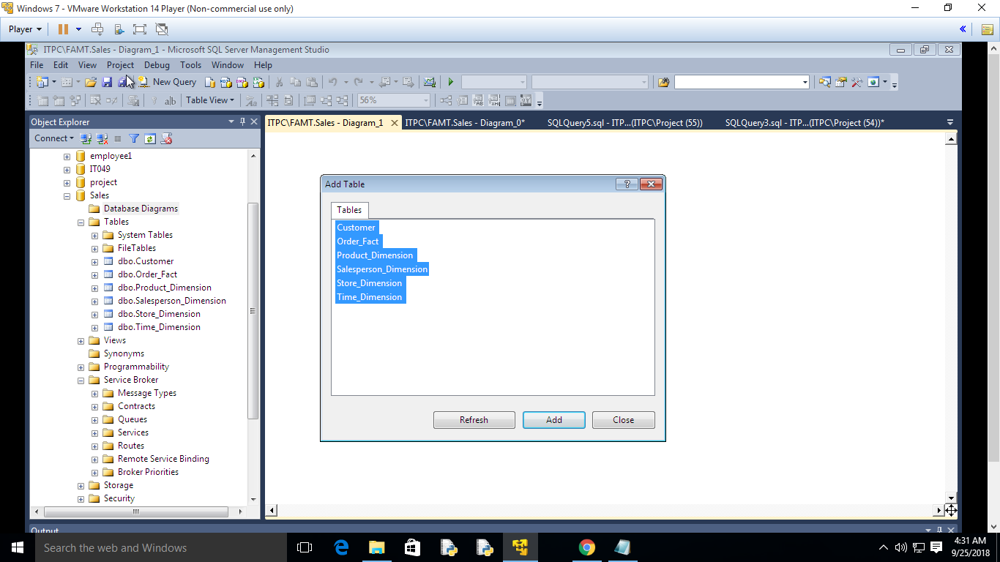 Windows 7 - VMware Workstation 14 Player (Non-commercial use only)
Player
ITPC\FAMT.Sales - Diagram_1 - Microsoft SQL Server Management Studio
File Edit View Project Debug Tools Window Help
New Query
ab| Table View 56%
Object Explorer
ITPC\FAMT.Sales - Diagram_1 ITPC\FAMT.Sales - Diagram_0* SQLQuery5.sql - ITP...(ITPC\Project (55)) SQLQuery3.sql - ITP...(ITPC\Project (54))*
Connect
employee1
IT049
project
Sales
Database Diagrams
Tables
System Tables
FileTables
dbo.Customer
dbo.Order_Fact
dbo.Product_Dimension
dbo.Salesperson_Dimension
dbo.Store_Dimension
dbo.Time_Dimension
Views
Synonyms
Programmability
Service Broker
Message Types
Contracts
Queues
Services
Routes
Remote Service Binding
Broker Priorities
Storage
Security
Add Table
?
Tables
Customer
Order_Fact
Product_Dimension
Salesperson_Dimension
Store_Dimension
Time_Dimension
Refresh Add Close
Output
Search the web and Windows
4:31 AM
9/25/2018